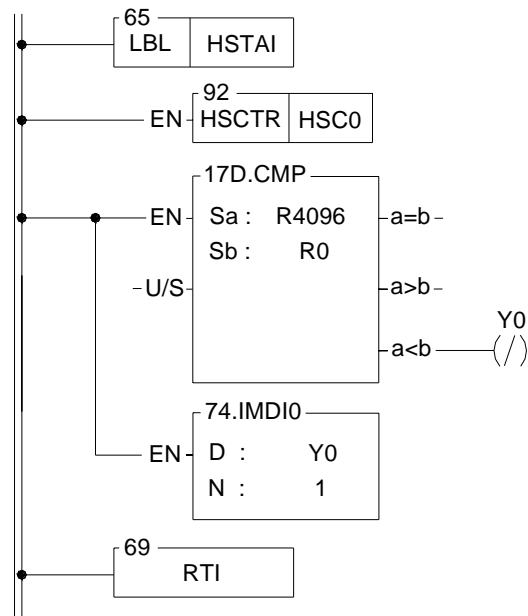 65
LBL HSTAI
92
EN HSCTR HSC0
17D.CMP
EN Sa : R4096 a=b
Sb : R0
U/S a>b
Y0
a<b (/)
74.IMDI0
EN D : Y0
N : 1
69
RTI